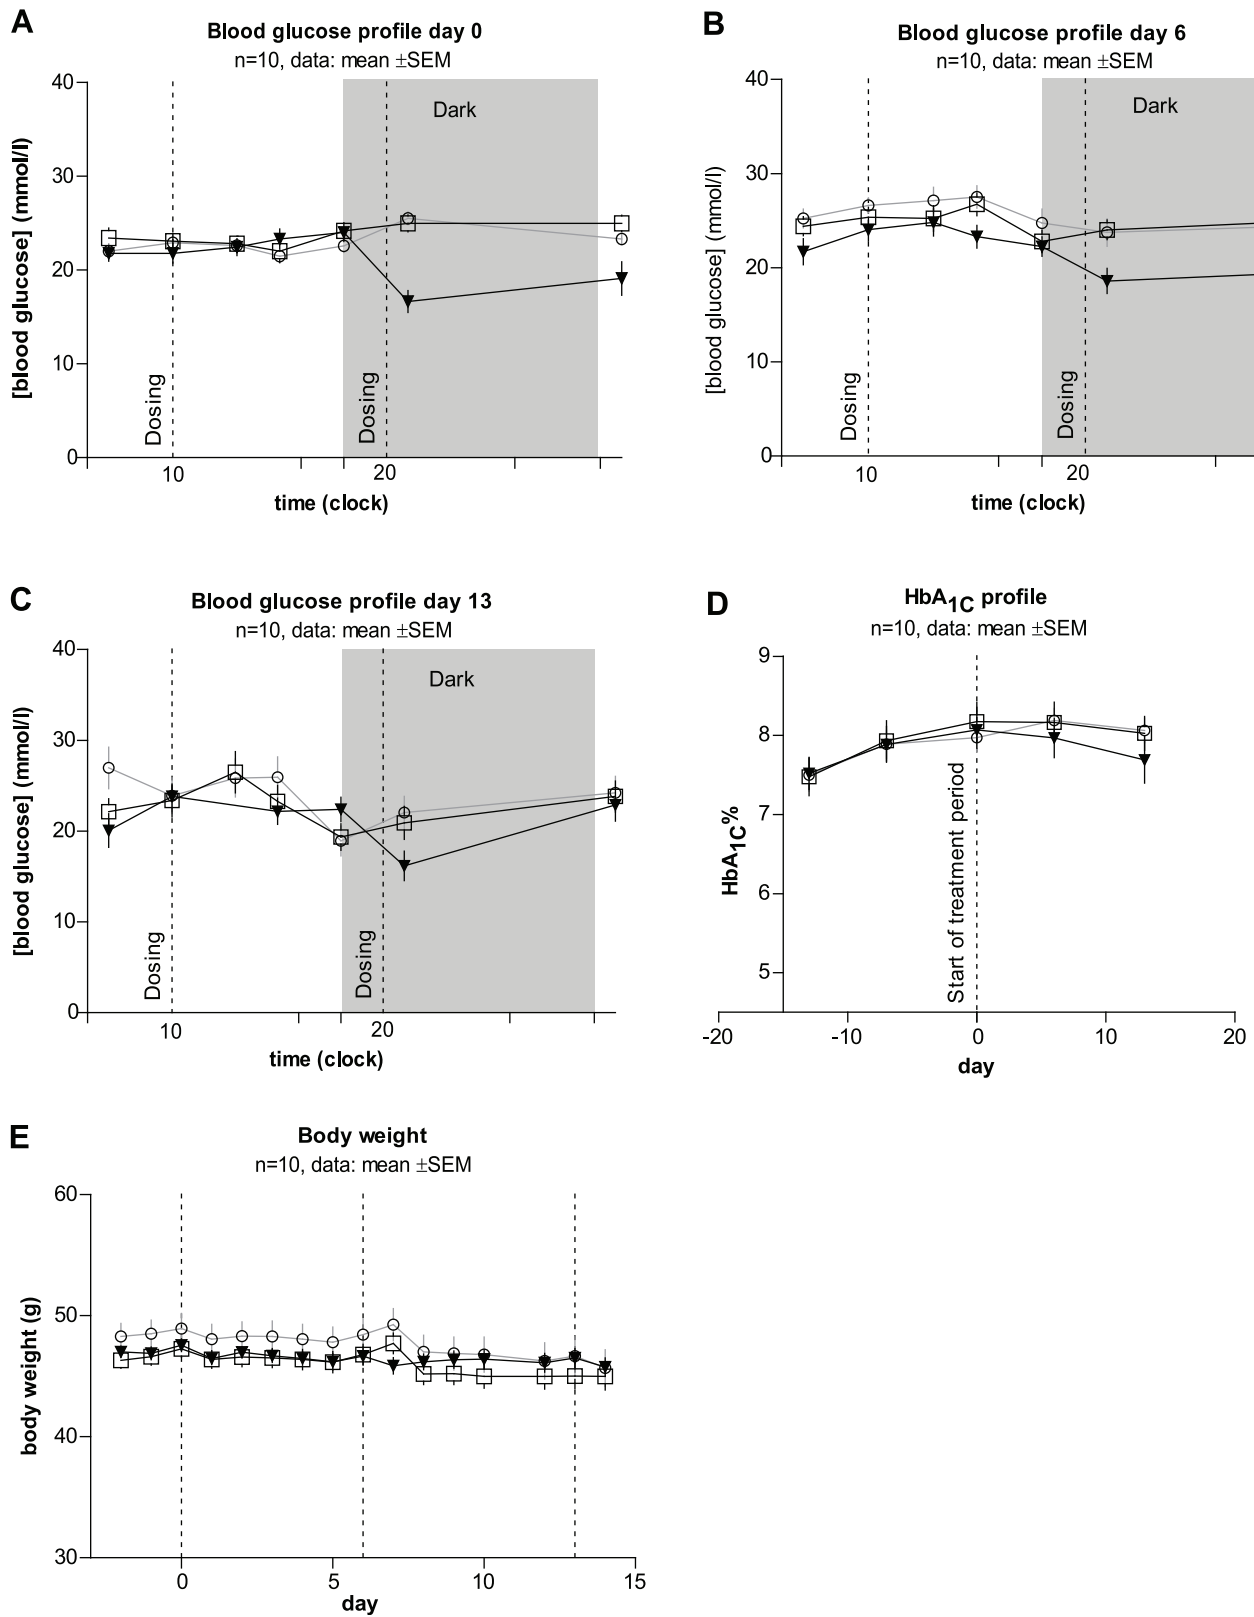 A
Blood glucose profile day 0
n=10, data: mean ±SEM
40
30
20
10
0
[blood glucose] (mmol/l)
Dark
Dosing
Dosing
10
20
time (clock)
B
Blood glucose profile day 6
n=10, data: mean ±SEM
40
30
20
10
0
[blood glucose] (mmol/l)
Dark
Dosing
Dosing
10
20
time (clock)
C
Blood glucose profile day 13
n=10, data: mean ±SEM
40
30
20
10
0
[blood glucose] (mmol/l)
Dark
Dosing
Dosing
10
20
time (clock)
D
HbA1C profile
n=10, data: mean ±SEM
9
8
7
6
5
HbA1C%
Start of treatment period
-20
-10
0
10
20
day
E
Body weight
n=10, data: mean ±SEM
60
50
40
30
body weight (g)
0
5
10
15
day